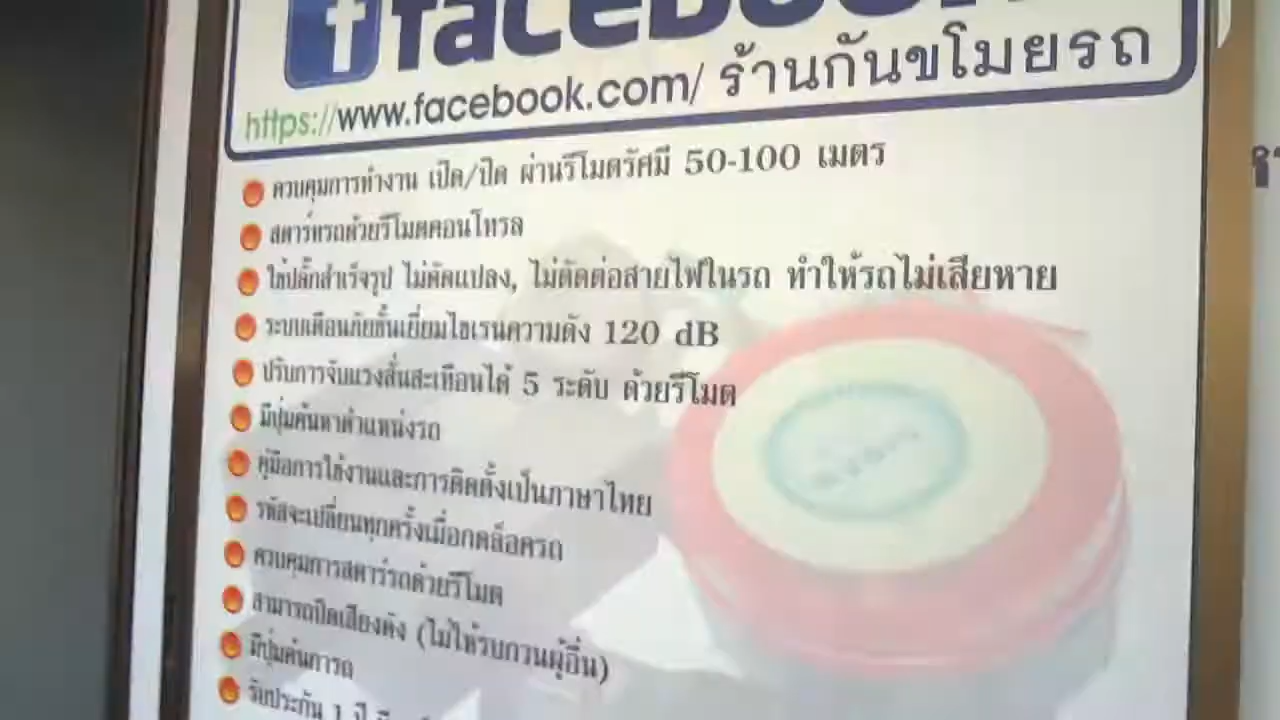 facebook
https://www.facebook.com/ ร้านกันขโมยรถ
ควบคุมการทำงาน เปิด/ปิด ผ่านรีโมตรัศมี 50-100 เมตร
สตาร์ทรถด้วยรีโมตคอนโทรล
ใช้ปลั๊กสำเร็จรูป ไม่ดัดแปลง, ไม่ตัดต่อสายไฟในรถ ทำให้รถไม่เสียหาย
ระบบเตือนภัยชั้นเยี่ยมไซเรนความดัง 120 dB
ปรับการจับแรงสั่นสะเทือนได้ 5 ระดับ ด้วยรีโมต
มีปุ่มค้นหาตำแหน่งรถ
คู่มือการใช้งานและการติดตั้งเป็นภาษาไทย
รหัสจะเปลี่ยนทุกครั้งเมื่อกดล็อครถ
ควบคุมการสตาร์รถด้วยรีโมต
สามารถปิดเสียงดัง (ไม่ให้รบกวนผู้อื่น)
มีปุ่มค้นการถ
รับประกัน 1 ปี